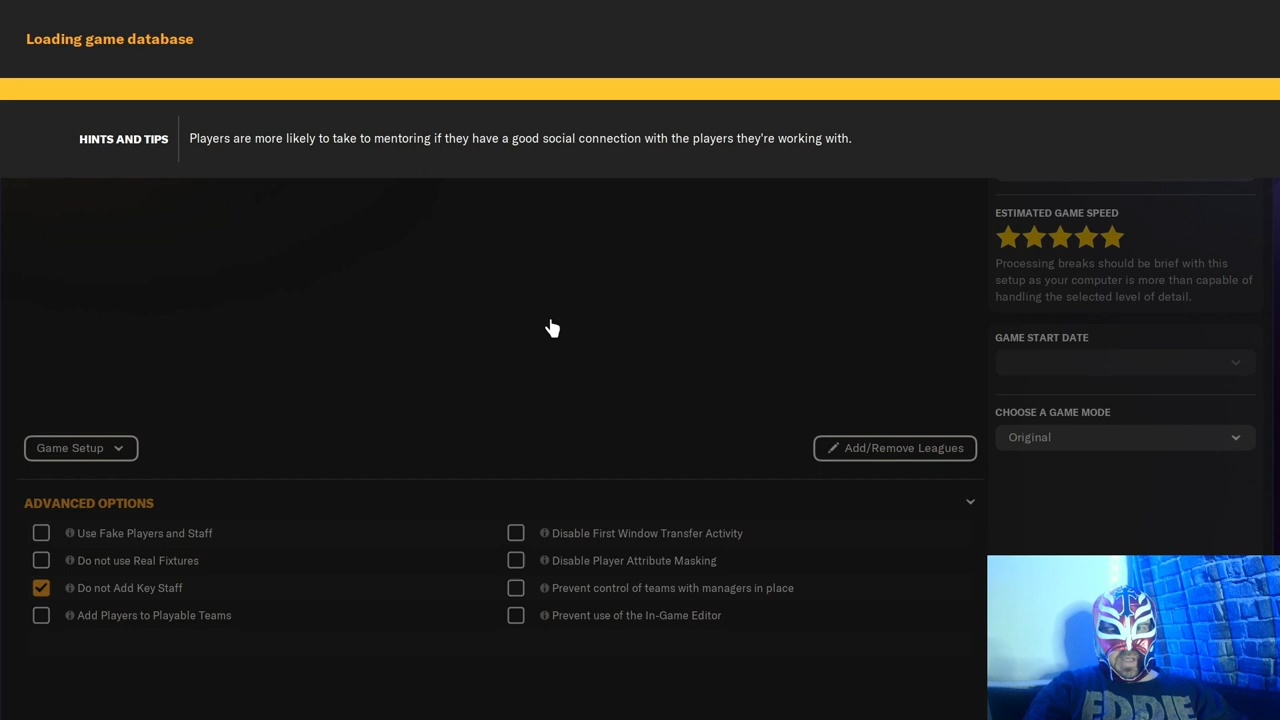 Loading game database
HINTS AND TIPS
Players are more likely to take to mentoring if they have a good social connection with the players they're working with.
ESTIMATED GAME SPEED
Processing breaks should be brief with this
setup as your computer is more than capable of
handling the selected level of detail.
GAME START DATE
CHOOSE A GAME MODE
Original
Game Setup
Add/Remove Leagues
ADVANCED OPTIONS
Use Fake Players and Staff
Disable First Window Transfer Activity
Do not use Real Fixtures
Disable Player Attribute Masking
Do not Add Key Staff
Prevent control of teams with managers in place
Add Players to Playable Teams
Prevent use of the In-Game Editor
EDDIE